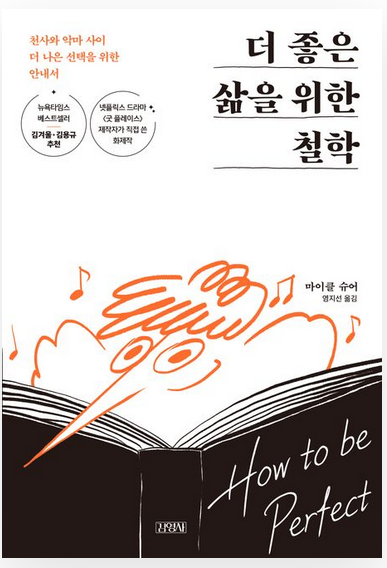 천사와 악마 사이
더 나은 선택을 위한
안내서
더 좋은
삶을 위한
철학
뉴욕타임스
베스트셀러
김겨울·김용규
추천
넷플릭스 드라마
<굿 플레이스>
제작자가 직접 쓴
화제작
마이클 슈어
염지선 옮김
How to be
Perfect
김영사